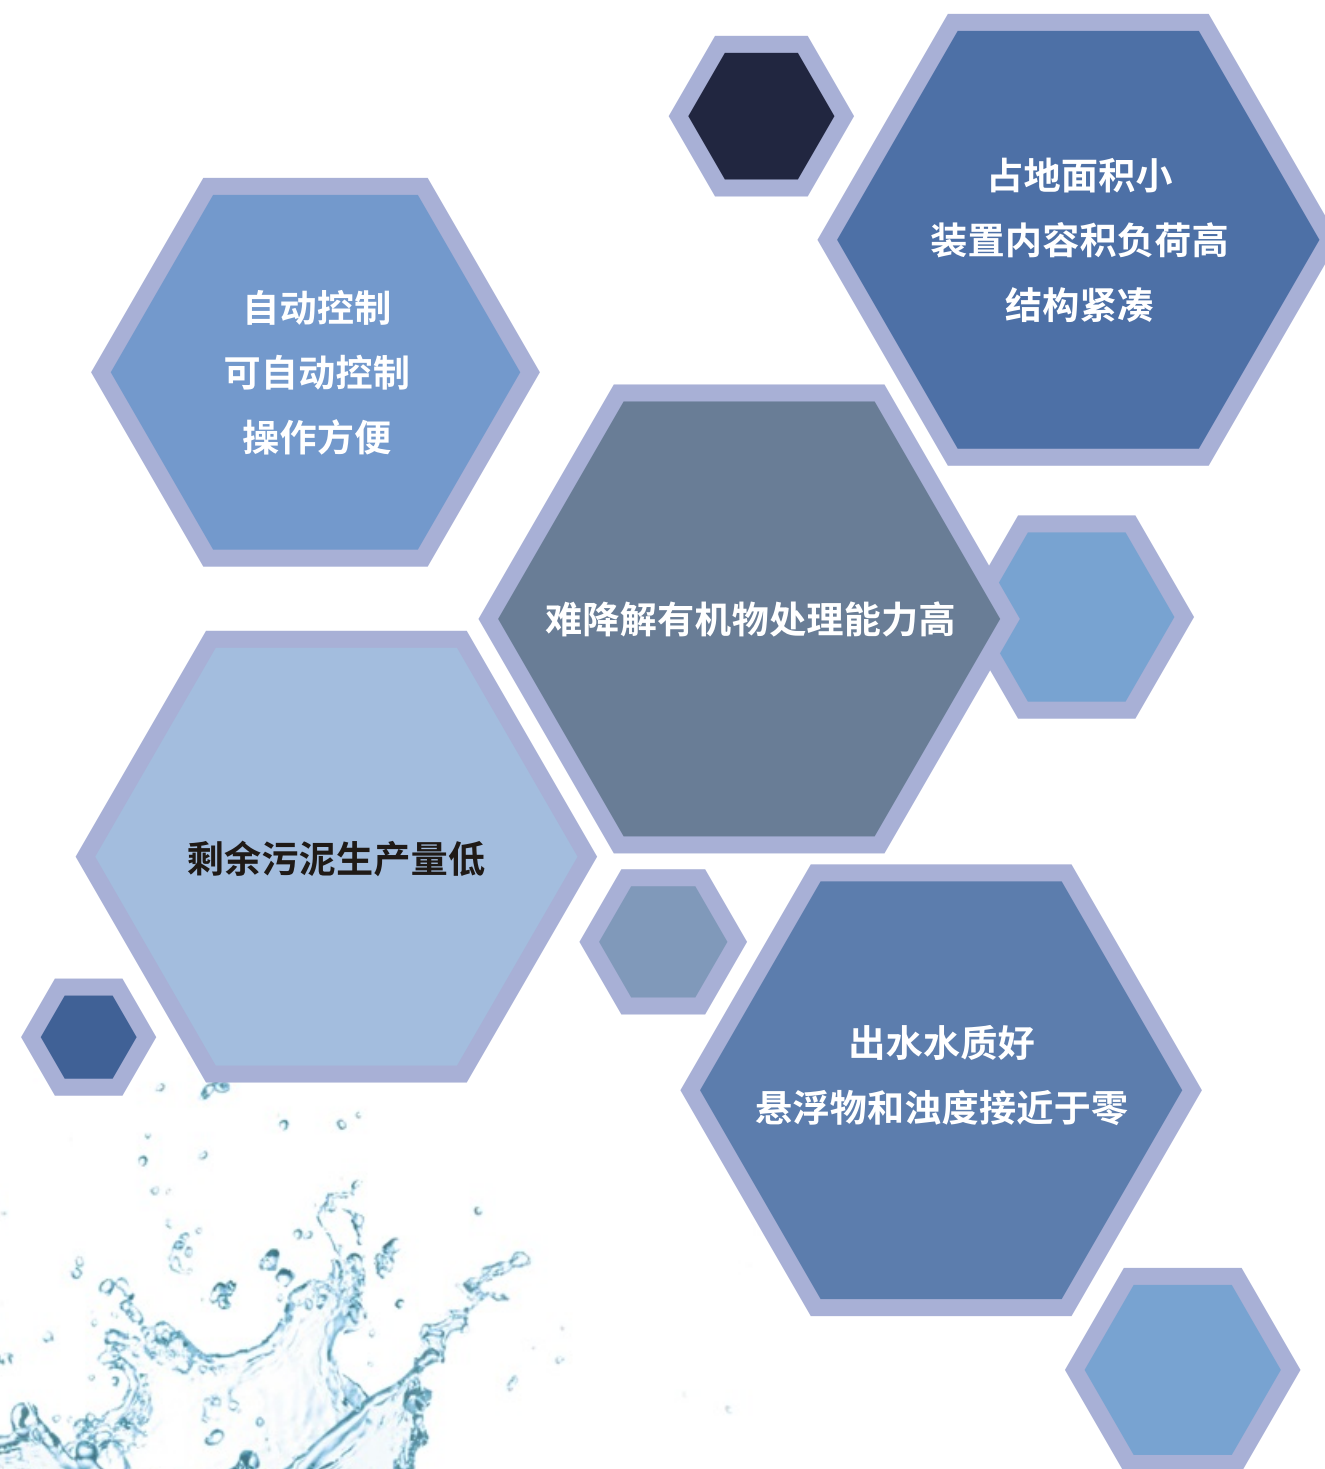 占地面积小
装置内容积负荷高
结构紧凑
自动控制
可自动控制
操作方便
难降解有机物处理能力高
剩余污泥生产量低
出水水质好
悬浮物和浊度接近于零